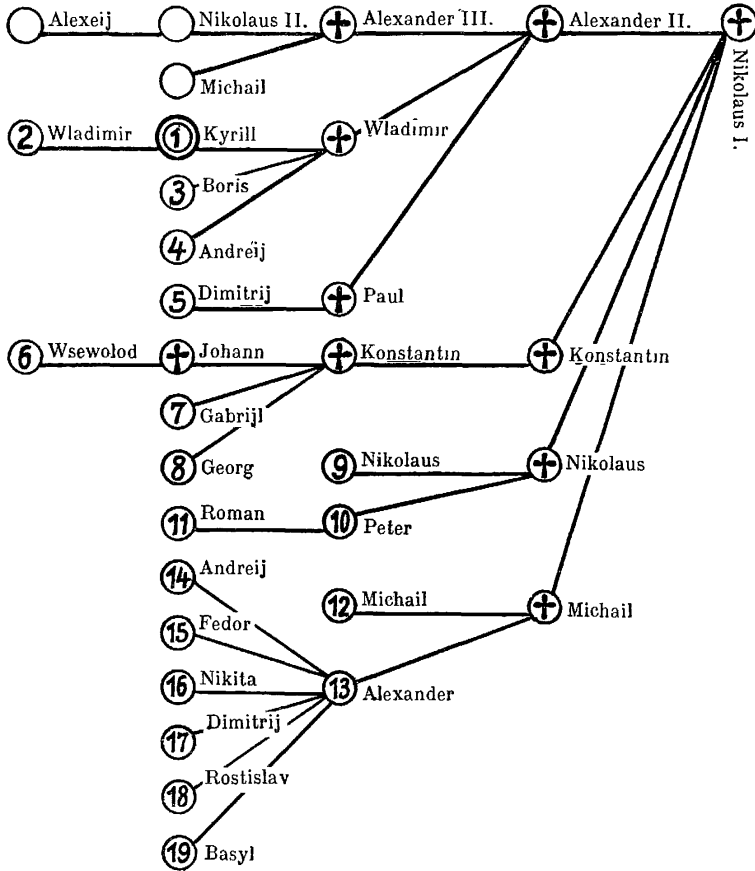 Alexeij
Nikolaus II.
Alexander III.
Alexander II.
Nikolaus I.
Michail
2 Wladimir
1 Kyrill
Wladimir
3 Boris
4 Andreij
5 Dimitrij
Paul
6 Wsewolod
Johann
Konstantin
Konstantin
7 Gabrijl
8 Georg
9 Nikolaus
Nikolaus
11 Roman
10 Peter
14 Andreij
12 Michail
Michail
15 Fedor
16 Nikita
13 Alexander
17 Dimitrij
18 Rostislav
19 Basyl